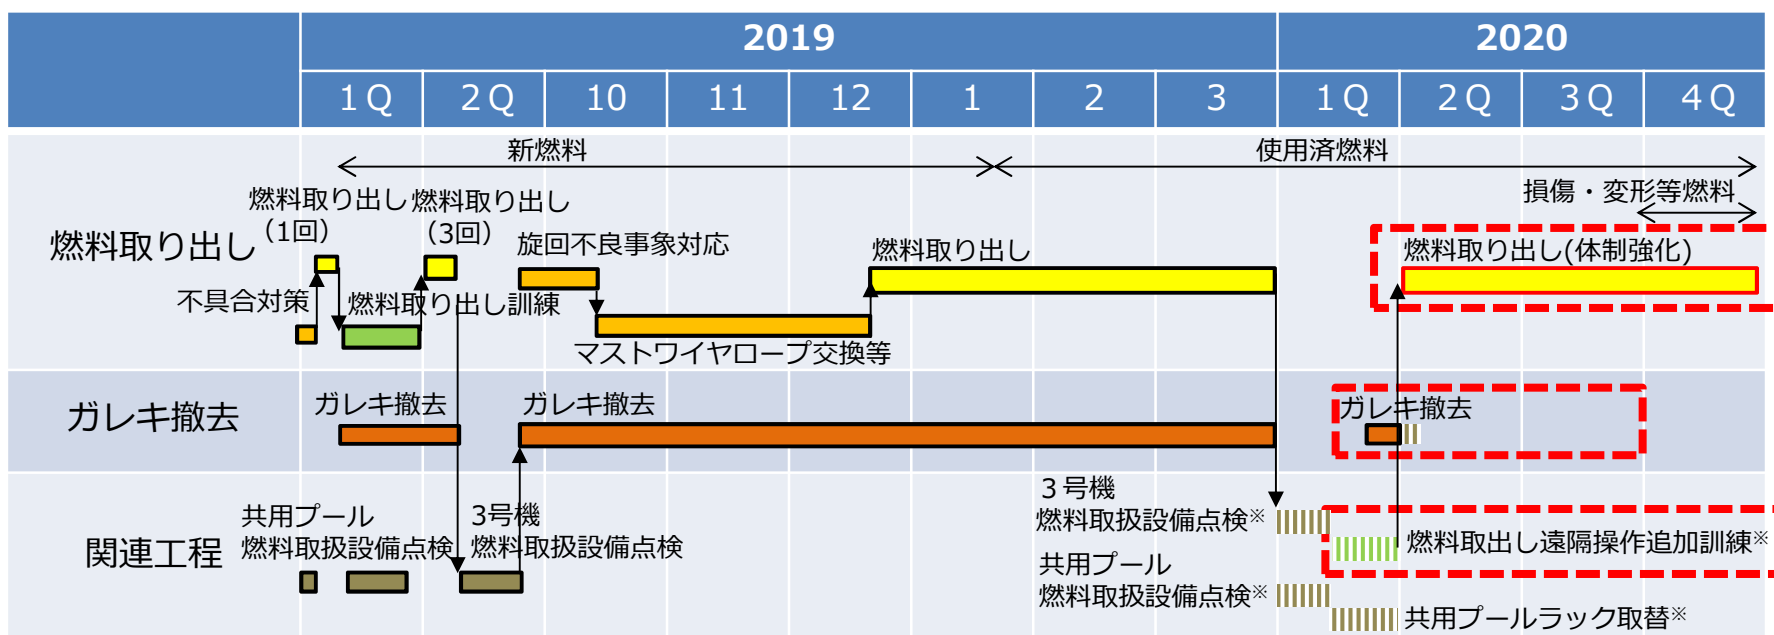 2019
2020
1Q
2Q
10
11
12
1
2
3
1Q
2Q
3Q
4Q
新燃料
使用済燃料
損傷・変形等燃料
燃料取り出し
燃料取り出し
(1回)
燃料取り出し
(3回)
旋回不良事象対応
燃料取り出し
燃料取り出し(体制強化)
不具合対策
燃料取り出し訓練
マストワイヤロープ交換等
ガレキ撤去
ガレキ撤去
ガレキ撤去
ガレキ撤去
関連工程
共用プール
燃料取扱設備点検
3号機
燃料取扱設備点検
3号機
燃料取扱設備点検※
燃料取出し遠隔操作追加訓練※
共用プール
燃料取扱設備点検※
共用プールラック取替※